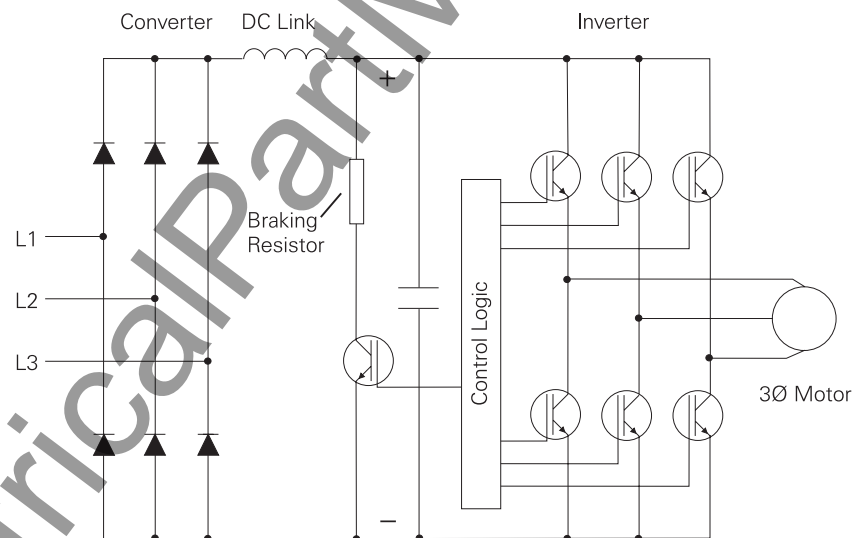 Converter
DC Link
Inverter
+
Braking
Resistor
L1
L2
L3
Control Logic
3Ø Motor
−